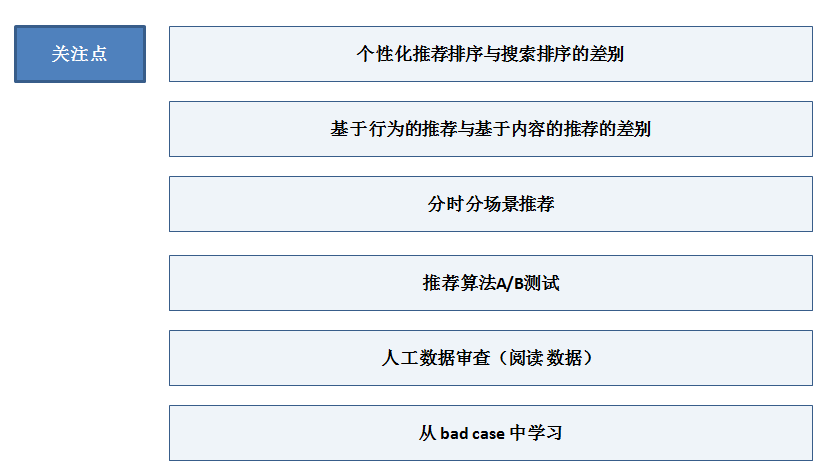 关注点
个性化推荐排序与搜索排序的差别
基于行为的推荐与基于内容的推荐的差别
分时分场景推荐
推荐算法A/B测试
人工数据审查（阅读数据）
从 bad case 中学习